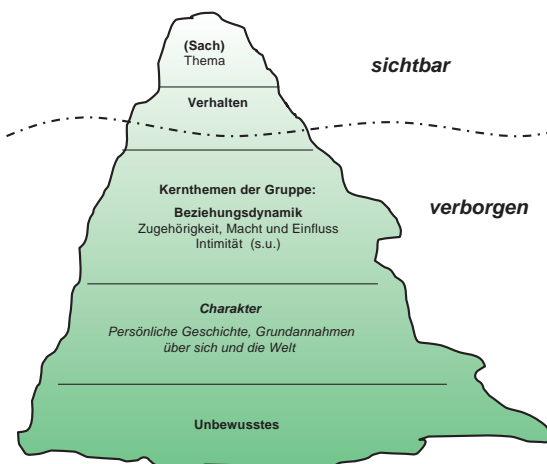 (Sach)
Thema
sichtbar
Verhalten
Kernthemen der Gruppe:
Beziehungsdynamik
Zugehörigkeit, Macht und Einfluss
Intimität (s.u.)
verborgen
Charakter
Persönliche Geschichte, Grundannahmen
über sich und die Welt
Unbewusstes